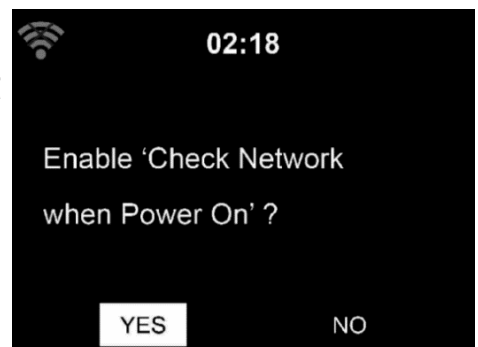 02:18
Enable ‘Check Network
when Power On’ ?
YES NO